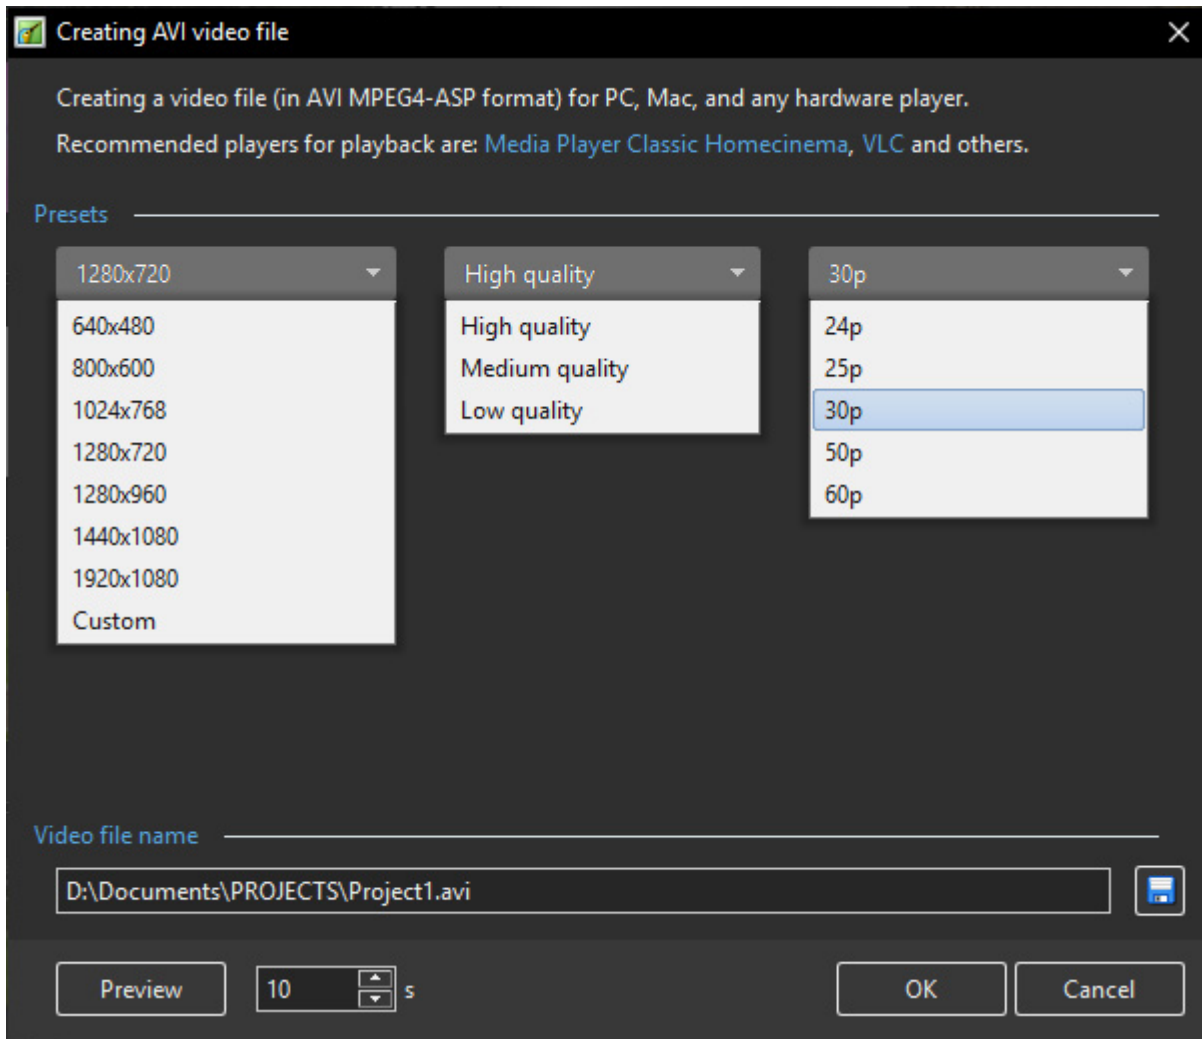 Creating AVI video file
Creating a video file (in AVI MPEG4-ASP format) for PC, Mac, and any hardware player.
Recommended players for playback are: Media Player Classic Homecinema, VLC and others.
Presets
1280x720
640x480
800x600
1024x768
1280x720
1280x960
1440x1080
1920x1080
Custom
High quality
High quality
Medium quality
Low quality
30p
24p
25p
30p
50p
60p
Video file name
D:\Documents\PROJECTS\Project1.avi
Preview
10 s
OK
Cancel